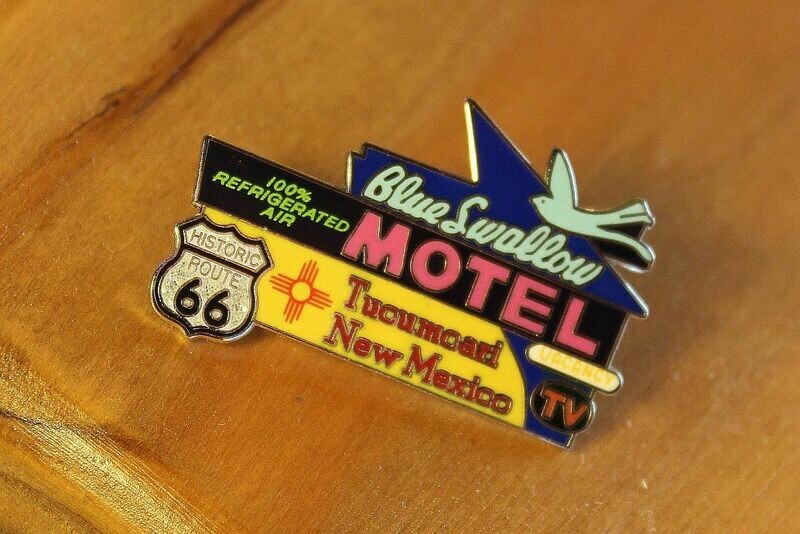 100%
REFRIGERATED
AIR
Blue Swallow
MOTEL
HISTORIC
ROUTE
66
Tucumcari
New Mexico
VACANCY
TV